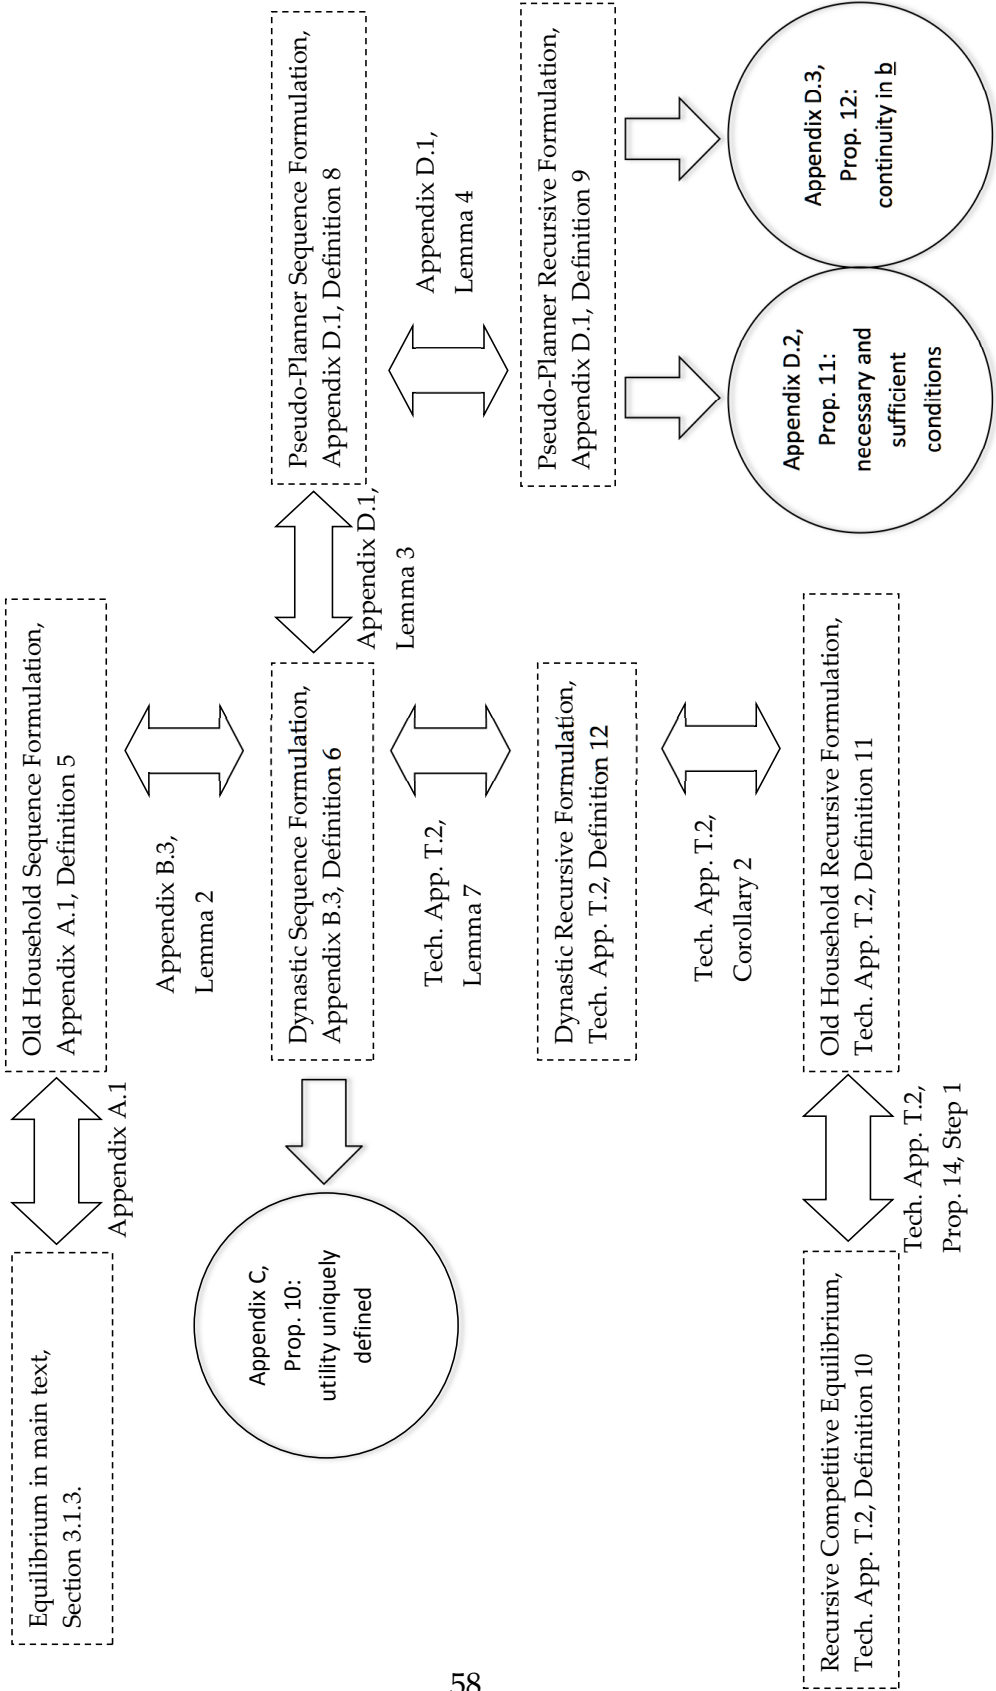 Equilibrium in main text,
Section 3.1.3.
Appendix A.1
Old Household Sequence Formulation,
Appendix A.1, Definition 5
Appendix B.3,
Lemma 2
Appendix C,
Prop. 10:
utility uniquely
defined
Dynastic Sequence Formulation,
Appendix B.3, Definition 6
Appendix D.1,
Lemma 3
Pseudo-Planner Sequence Formulation,
Appendix D.1, Definition 8
Tech. App. T.2,
Lemma 7
Appendix D.1,
Lemma 4
Dynastic Recursive Formulation,
Tech. App. T.2, Definition 12
Pseudo-Planner Recursive Formulation,
Appendix D.1, Definition 9
Tech. App. T.2,
Corollary 2
Appendix D.2,
Prop. 11:
necessary and
sufficient
conditions
Appendix D.3,
Prop. 12:
continuity in b
Recursive Competitive Equilibrium,
Tech. App. T.2, Definition 10
Tech. App. T.2,
Prop. 14, Step 1
Old Household Recursive Formulation,
Tech. App. T.2, Definition 11
58